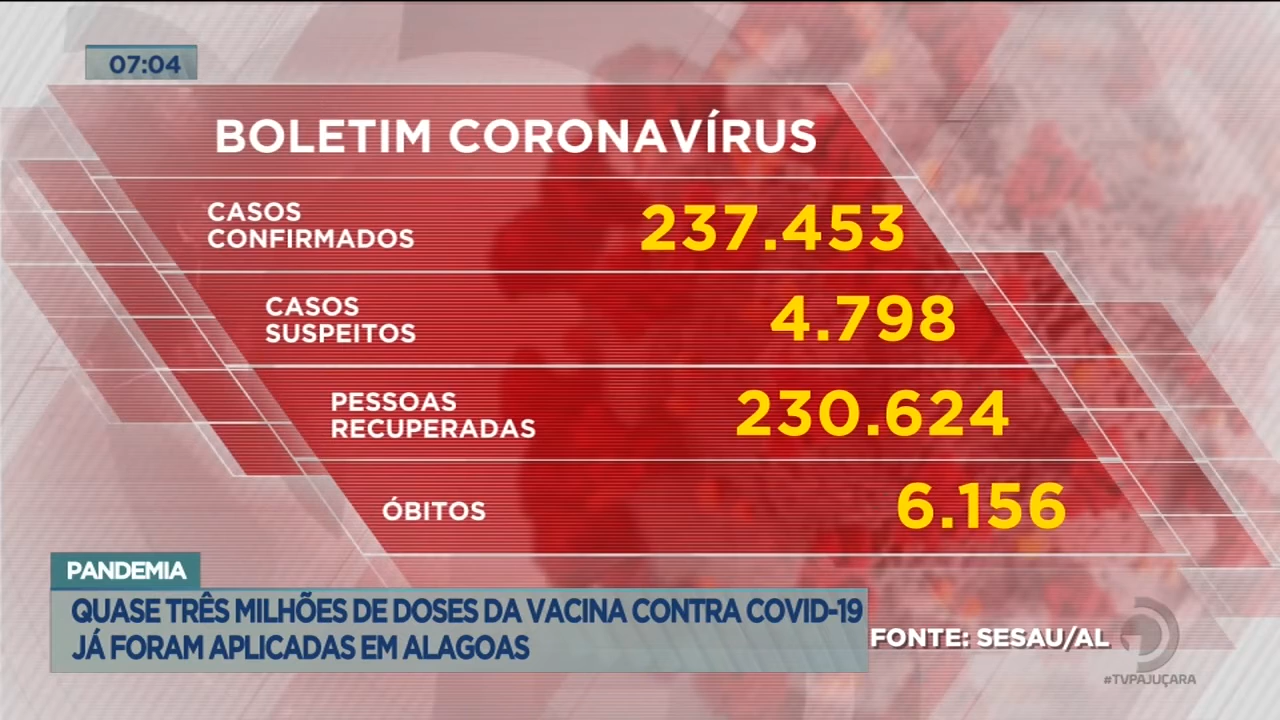 07:04
BOLETIM CORONAVÍRUS
CASOS
CONFIRMADOS
237.453
CASOS
SUSPEITOS
4.798
PESSOAS
RECUPERADAS
230.624
ÓBITOS
6.156
PANDEMIA
QUASE TRÊS MILHÕES DE DOSES DA VACINA CONTRA COVID-19
JÁ FORAM APLICADAS EM ALAGOAS
FONTE: SESAU/AL
#TVPAJUÇARA